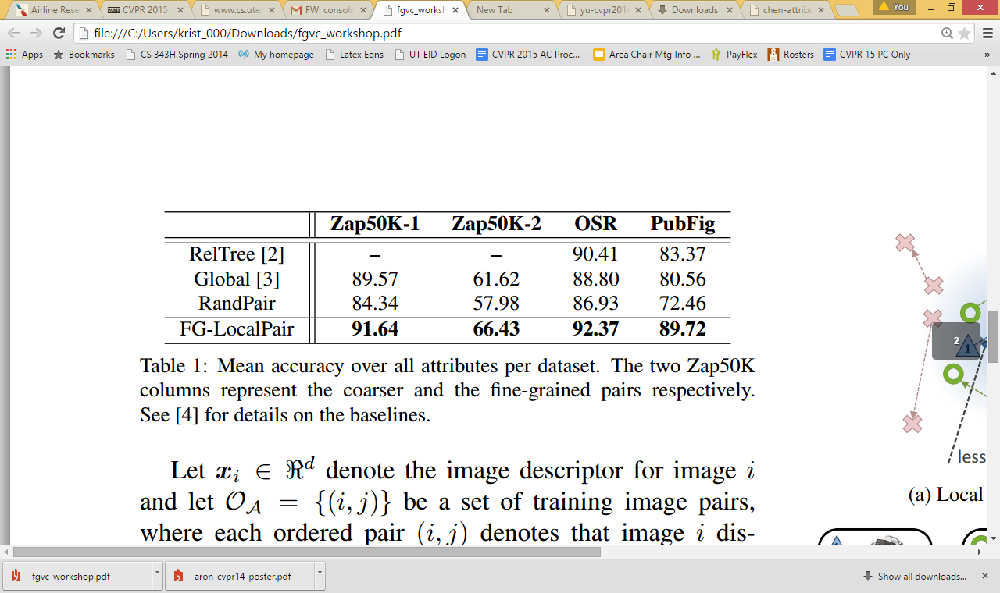 Airline Rese
PAMI CVPR 2015
www.cs.ute
FW: consoli
fgvc_worksh
New Tab
yu-cvpr201
Downloads
chen-attribu
You
file:///C:/Users/krist_000/Downloads/fgvc_workshop.pdf
Apps Bookmarks CS 343H Spring 2014 My homepage Latex Eqns UT EID Logon CVPR 2015 AC Proc... Area Chair Mtg Info ... PayFlex Rosters CVPR 15 PC Only »
Zap50K-1 Zap50K-2 OSR PubFig
RelTree [2] – – 90.41 83.37
Global [3] 89.57 61.62 88.80 80.56
RandPair 84.34 57.98 86.93 72.46
FG-LocalPair 91.64 66.43 92.37 89.72
Table 1: Mean accuracy over all attributes per dataset. The two Zap50K
columns represent the coarser and the fine-grained pairs respectively.
See [4] for details on the baselines.
Let 𝒙ᵢ ∈ ℜᵈ denote the image descriptor for image i
and let 𝒪_𝒜 = {(i, j)} be a set of training image pairs,
where each ordered pair (i, j) denotes that image i dis-
2
1
less
(a) Local
1
fgvc_workshop.pdf
aron-cvpr14-poster.pdf
Show all downloads...